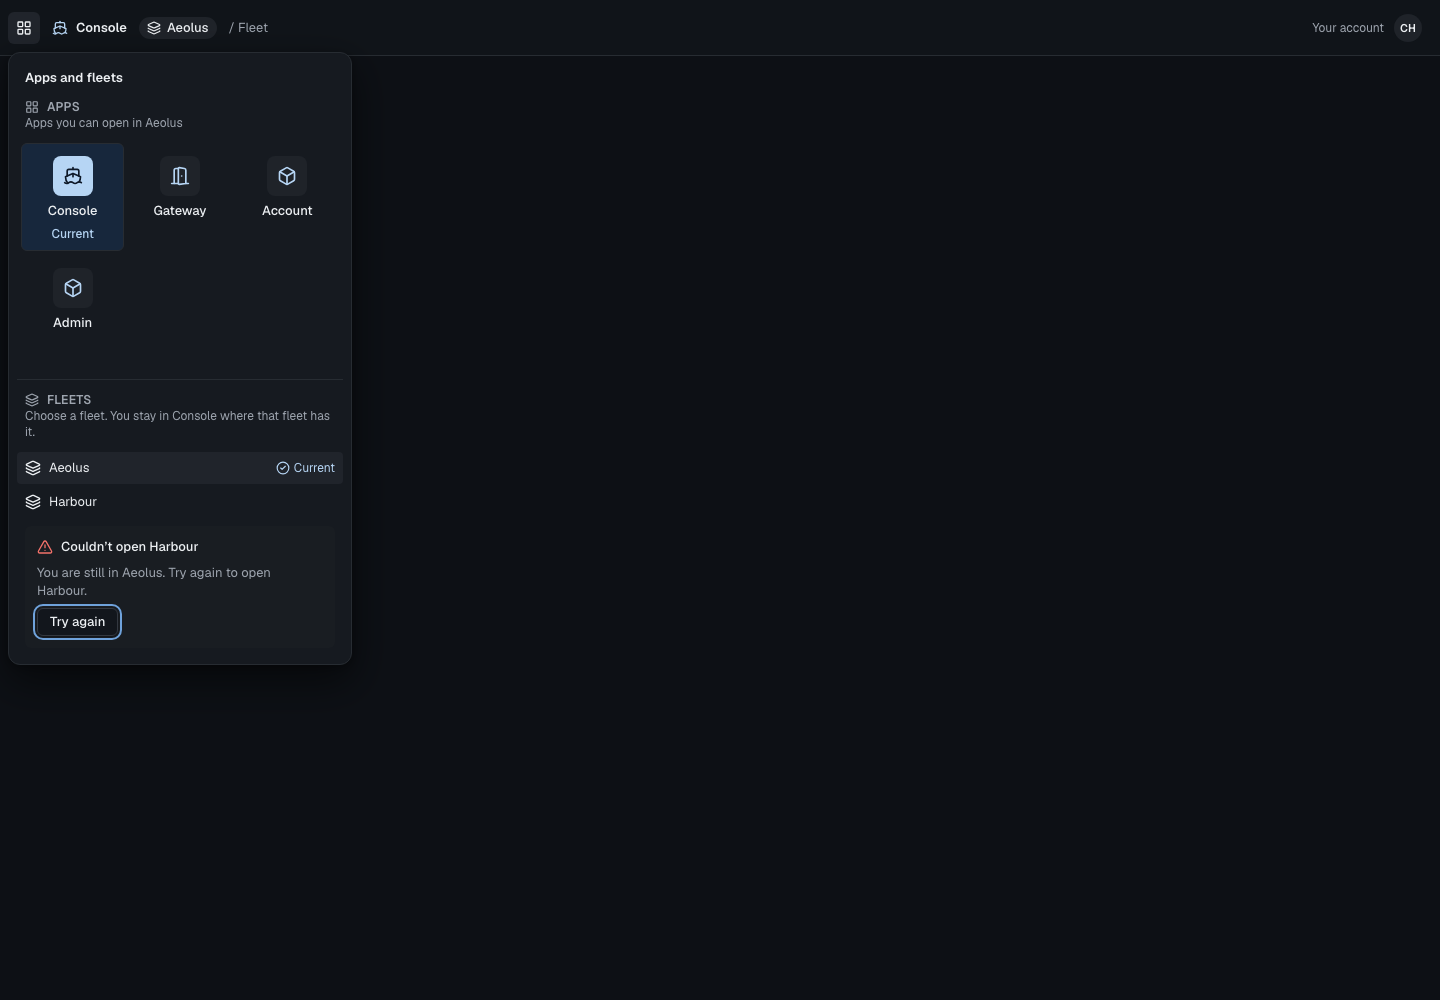 Console
Aeolus
/ Fleet
Your account
CH
Apps and fleets
APPS
Apps you can open in Aeolus
Console
Current
Gateway
Account
Admin
FLEETS
Choose a fleet. You stay in Console where that fleet has
it.
Aeolus
Current
Harbour
Couldn't open Harbour
You are still in Aeolus. Try again to open
Harbour.
Try again